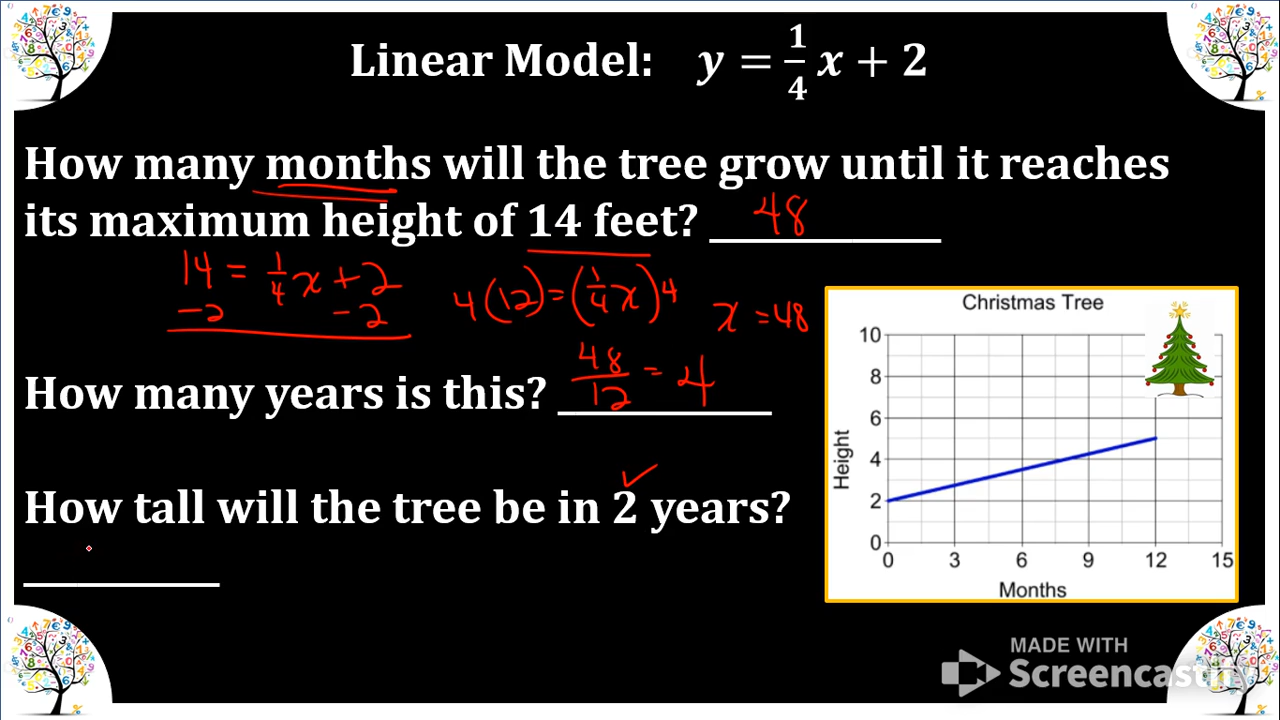 Linear Model: y = 1/4 x + 2
How many months will the tree grow until it reaches
its maximum height of 14 feet? 48
14 = 1/4 x + 2
-2 -2
4(12) = (1/4 x)4
x = 48
How many years is this? 48/12 = 4
How tall will the tree be in 2 years?
Christmas Tree
10
8
6
4
2
0
Height
0 3 6 9 12 15
Months
MADE WITH
Screencastify